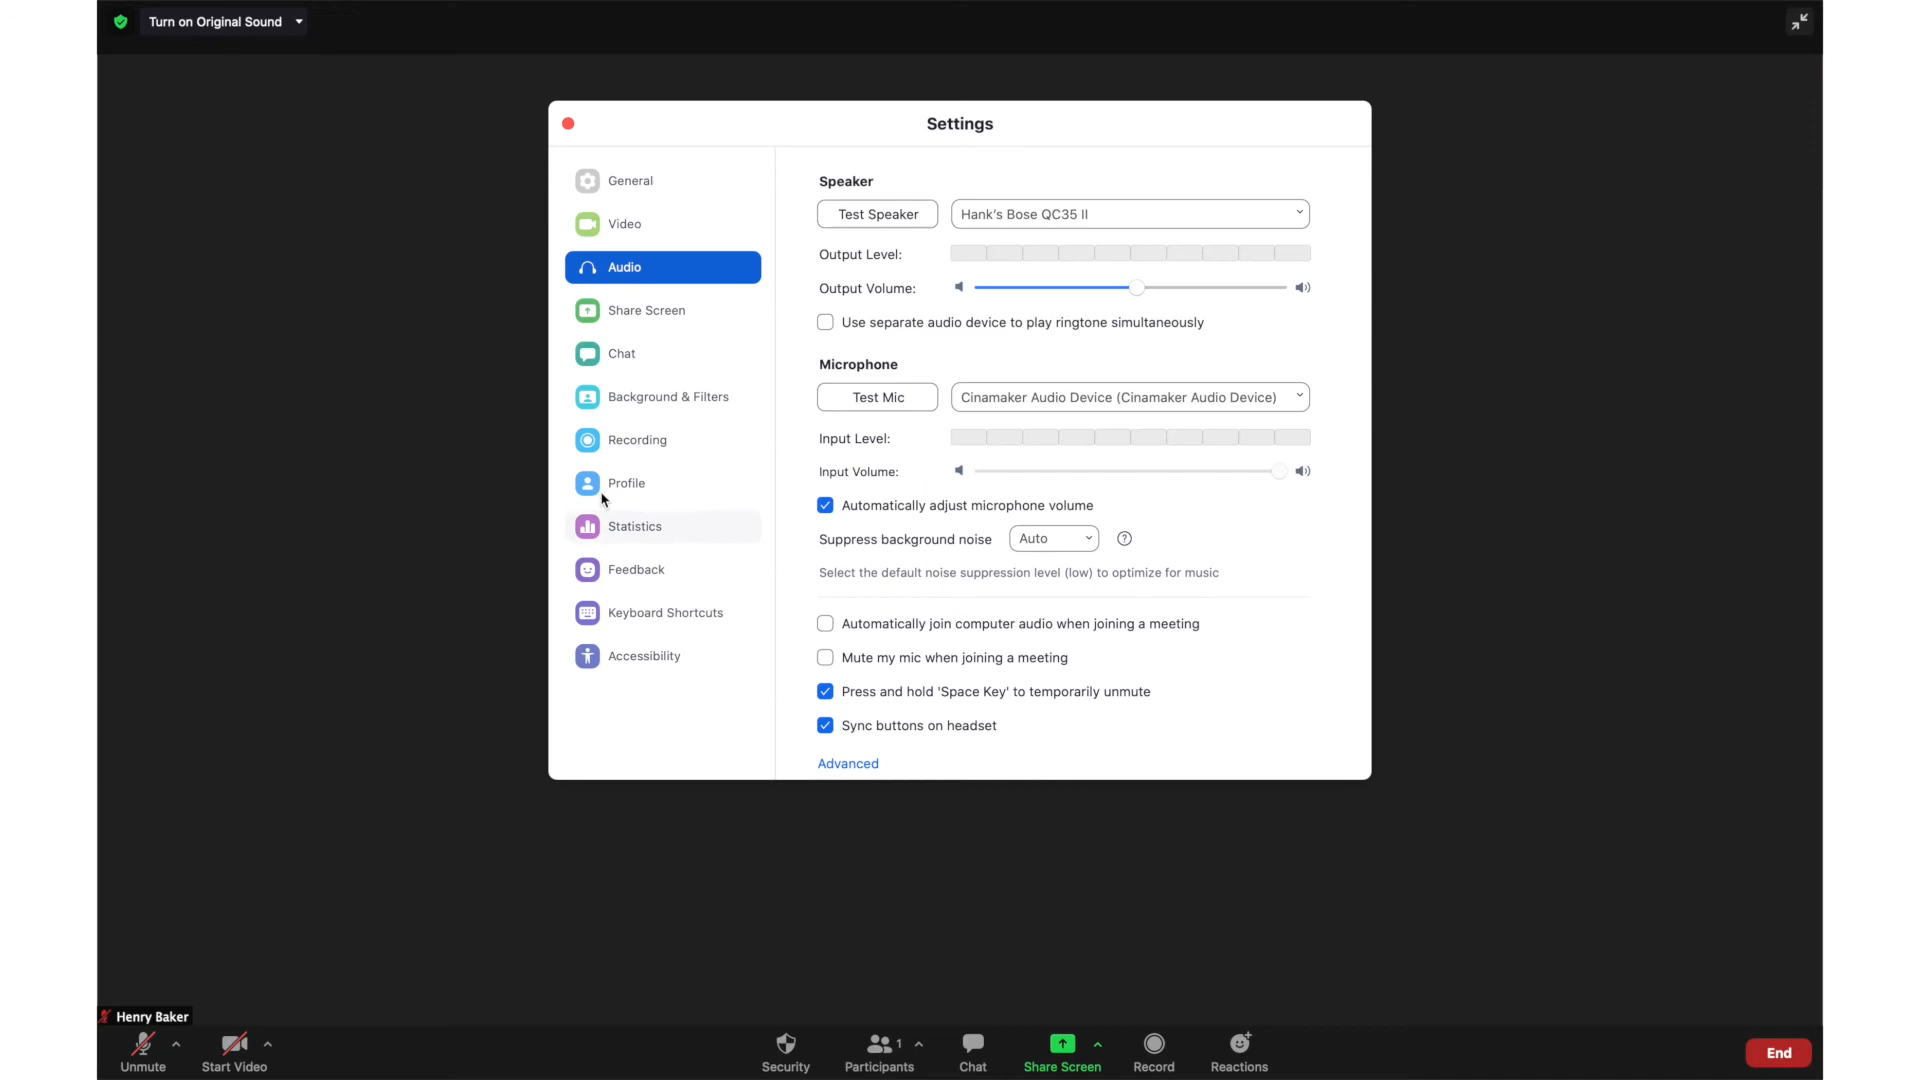 Turn on Original Sound
Settings
General
Video
Audio
Share Screen
Chat
Background & Filters
Recording
Profile
Statistics
Feedback
Keyboard Shortcuts
Accessibility
Speaker
Test Speaker
Hank's Bose QC35 II
Output Level:
Output Volume:
Use separate audio device to play ringtone simultaneously
Microphone
Test Mic
Cinamaker Audio Device (Cinamaker Audio Device)
Input Level:
Input Volume:
Automatically adjust microphone volume
Suppress background noise
Auto
?
Select the default noise suppression level (low) to optimize for music
Automatically join computer audio when joining a meeting
Mute my mic when joining a meeting
Press and hold 'Space Key' to temporarily unmute
Sync buttons on headset
Advanced
Henry Baker
Unmute
Start Video
Security
1
Participants
Chat
Share Screen
Record
Reactions
End